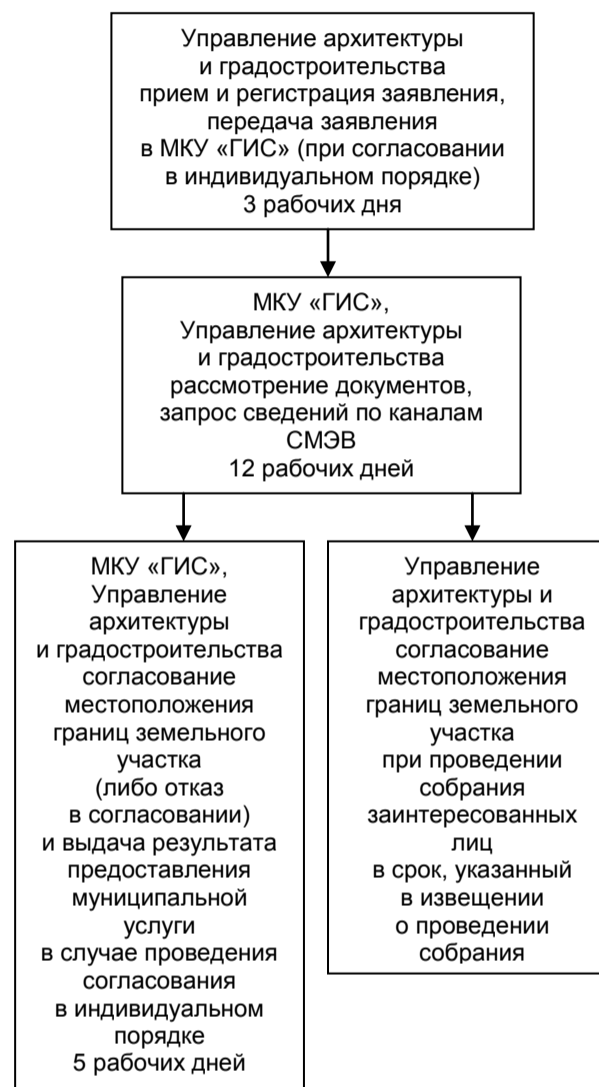 Управление архитектуры
и градостроительства
прием и регистрация заявления,
передача заявления
в МКУ «ГИС» (при согласовании
в индивидуальном порядке)
3 рабочих дня
МКУ «ГИС»,
Управление архитектуры
и градостроительства
рассмотрение документов,
запрос сведений по каналам
СМЭВ
12 рабочих дней
МКУ «ГИС»,
Управление
архитектуры
и градостроительства
согласование
местоположения
границ земельного
участка
(либо отказ
в согласовании)
и выдача результата
предоставления
муниципальной
услуги
в случае проведения
согласования
в индивидуальном
порядке
5 рабочих дней
Управление
архитектуры и
градостроительства
согласование
местоположения
границ земельного
участка
при проведении
собрания
заинтересованных
лиц
в срок, указанный
в извещении
о проведении
собрания